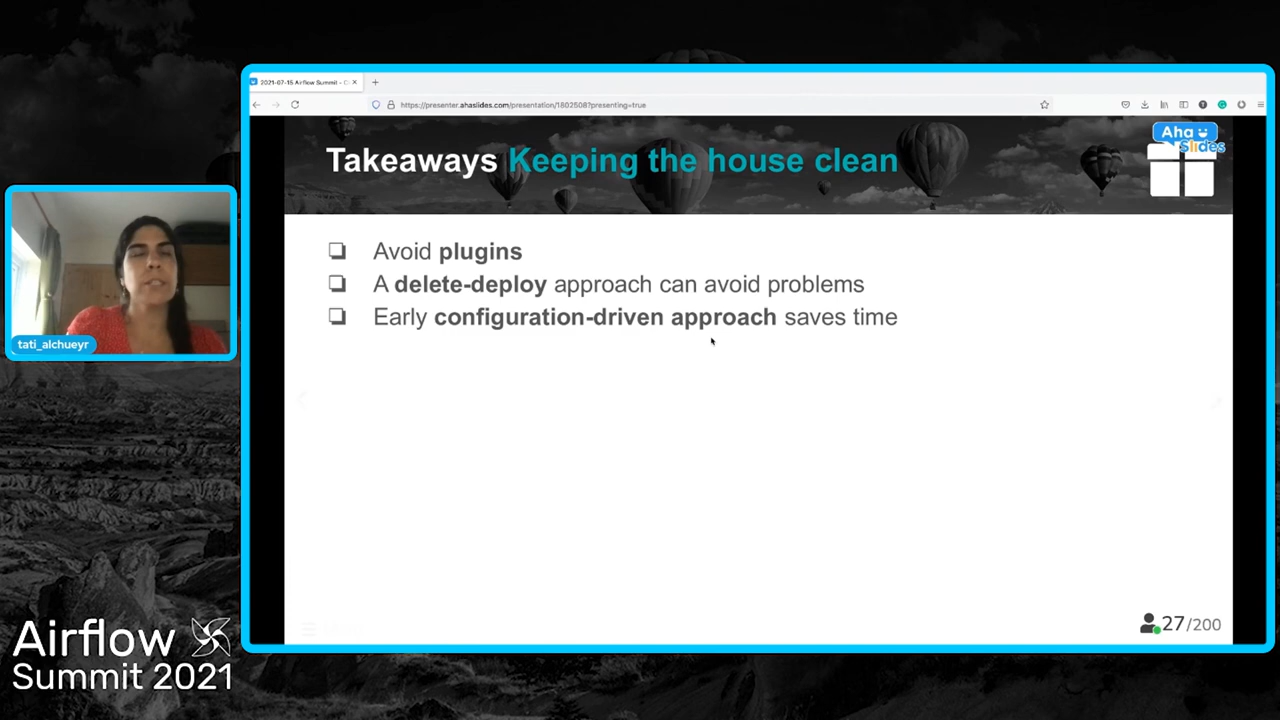 2021-07-15 Airflow Summit -
https://presenter.ahaslides.com/presentation/1802508?presenting=true
Aha
Slides
Takeaways Keeping the house clean
Avoid plugins
A delete-deploy approach can avoid problems
Early configuration-driven approach saves time
tati_alchueyr
27/200
Airflow
Summit 2021